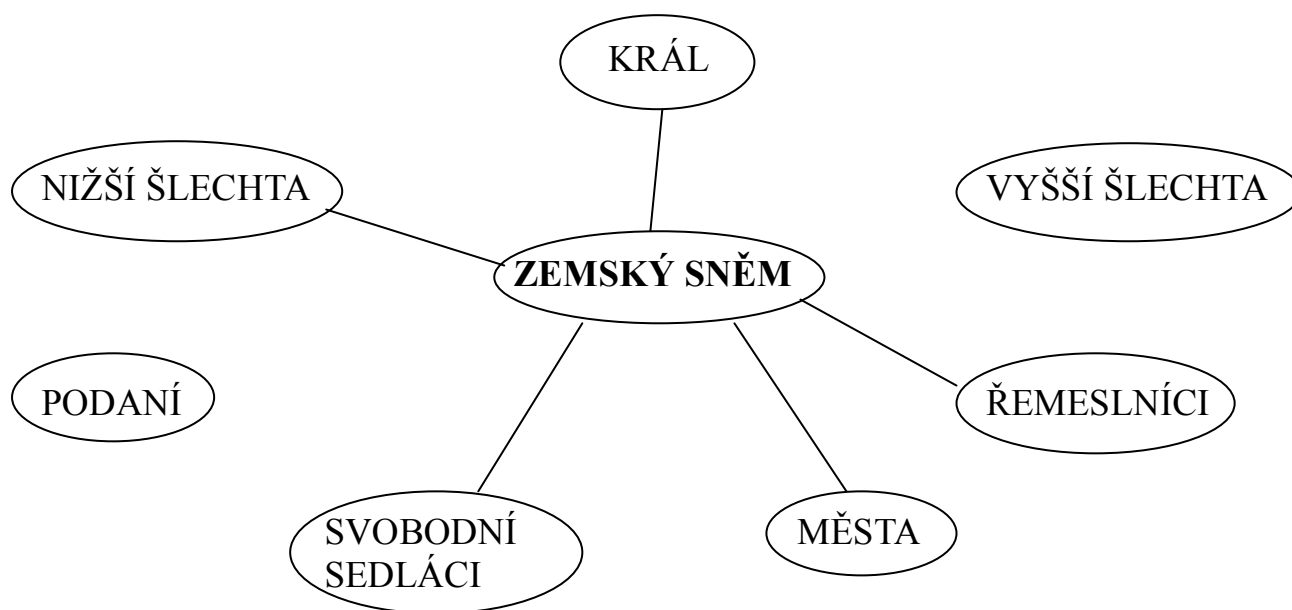 KRÁL
NIŽŠÍ ŠLECHTA
VYŠŠÍ ŠLECHTA
ZEMSKÝ SNĚM
PODANÍ
ŘEMESLNÍCI
SVOBODNÍ
SEDLÁCI
MĚSTA